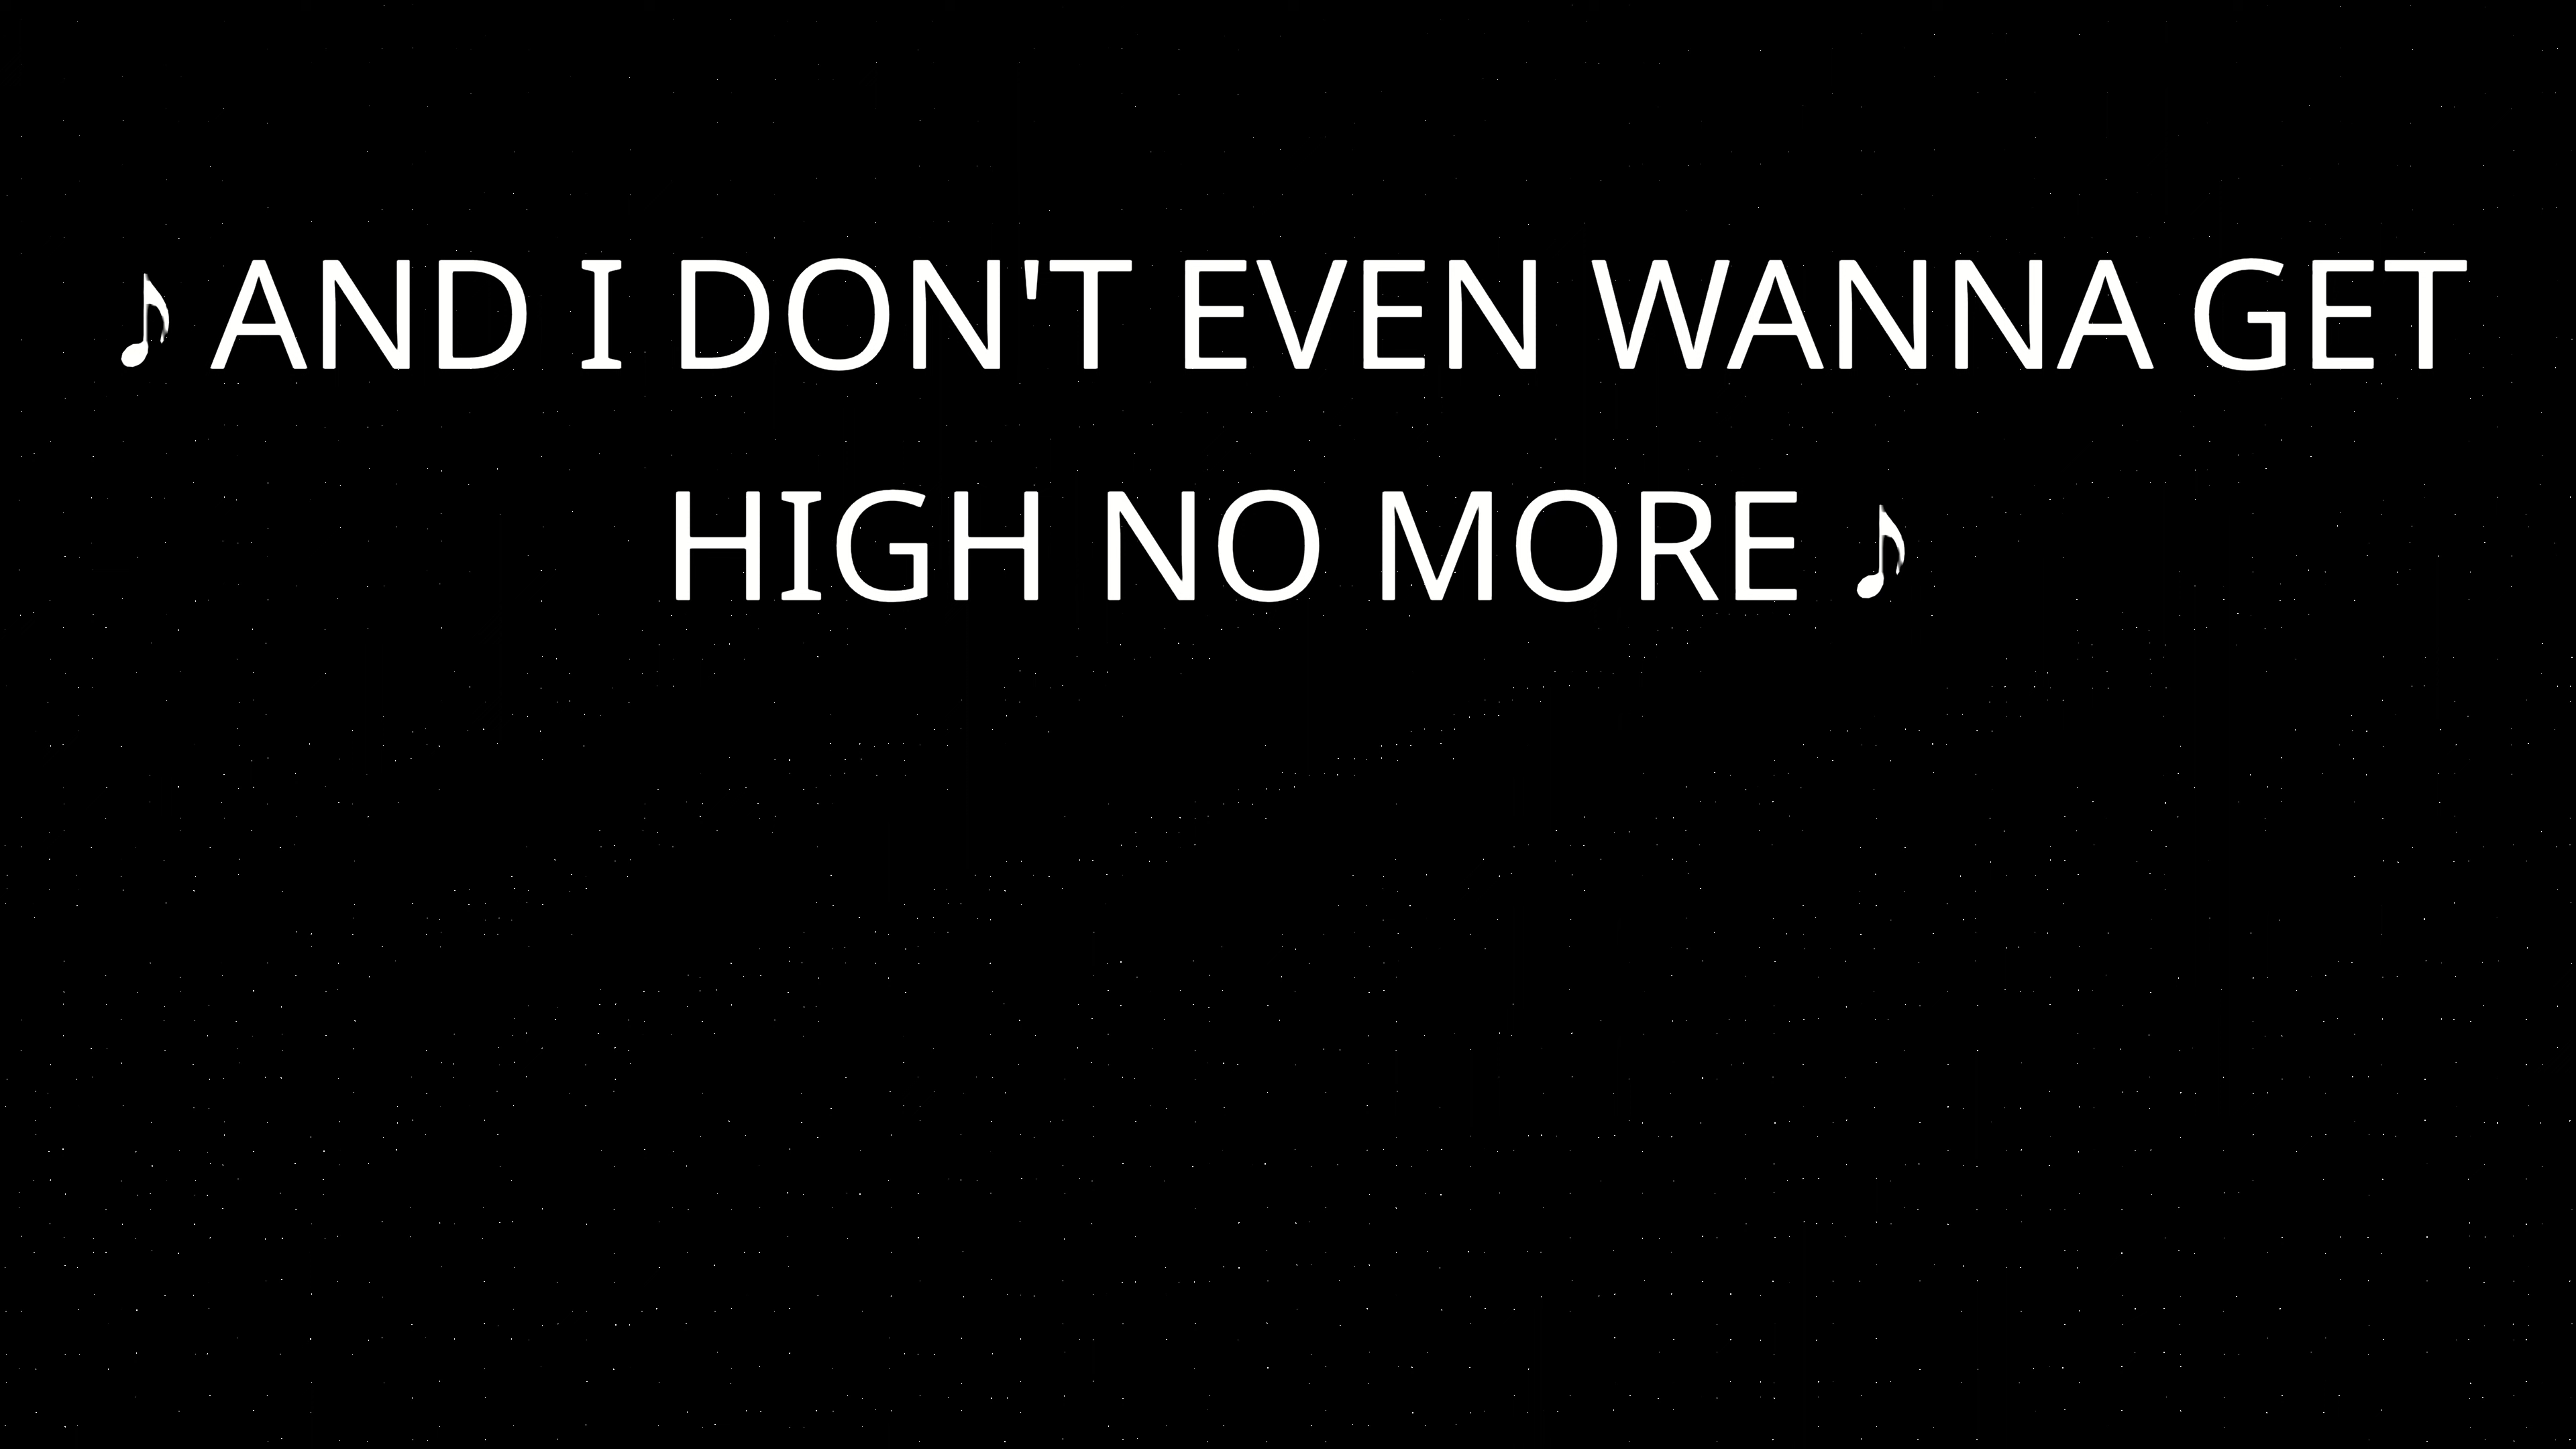 ♪ AND I DON'T EVEN WANNA GET
HIGH NO MORE ♪